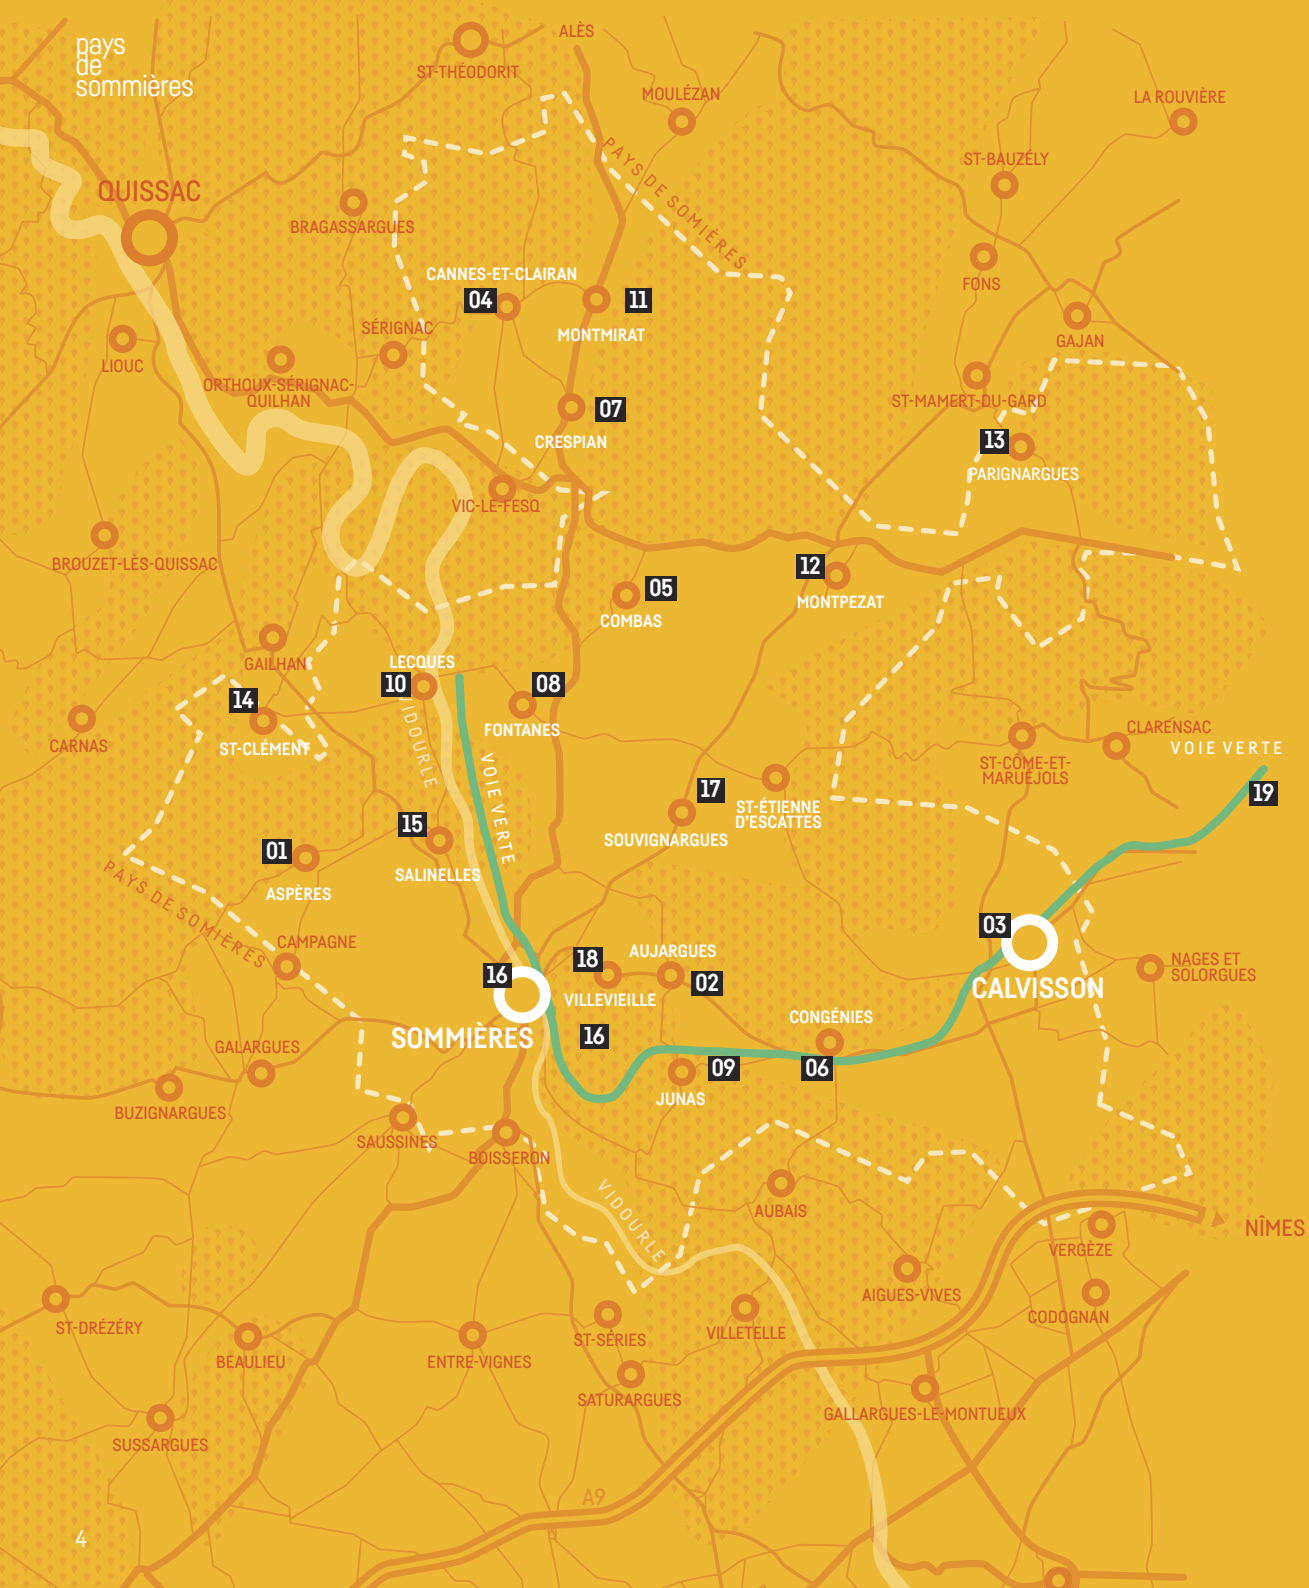 pays
de
sommières
ALÈS
ST-THÉODORIT
MOULÉZAN
LA ROUVIÈRE
PAYS DE SOMIÈRES
ST-BAUZÉLY
QUISSAC
BRAGASSARGUES
CANNES-ET-CLAIRAN
04
11
FONS
SÉRIGNAC
MONTMIRAT
GAJAN
LIOUC
ORTHOUX-SÉRIGNAC-
QUILHAN
07
ST-MAMERT-DU-GARD
CRESPIAN
13
PARIGNARGUES
VIC-LE-FESQ
BROUZET-LÈS-QUISSAC
12
05
MONTPEZAT
COMBAS
GAILHAN
LECQUES
10
08
14
FONTANES
ST-CLÉMENT
CARNAS
VIDOURLE
VOIE VERTE
CLARENSAC
VOIE VERTE
ST-CÔME-ET-
MARUÉJOLS
19
17
ST-ÉTIENNE
D'ESCATTES
15
SOUVIGNARGUES
01
SALINELLES
ASPÈRES
PAYS DE SOMIÈRES
CAMPAGNE
03
18
AUJARGUES
NAGES ET
SOLORGUES
16
02
CALVISSON
VILLEVIEILLE
CONGÉNIES
SOMMIÈRES
16
GALARGUES
09
06
JUNAS
BUZIGNARGUES
SAUSSINES
BOISSERON
VIDOURLE
AUBAIS
NÎMES
VERGÈZE
AIGUES-VIVES
CODOGNAN
ST-DRÉZÉRY
ST-SÉRIES
VILLETELLE
BEAULIEU
ENTRE-VIGNES
SATURARGUES
GALLARGUES-LE-MONTUEUX
SUSSARGUES
A9
4